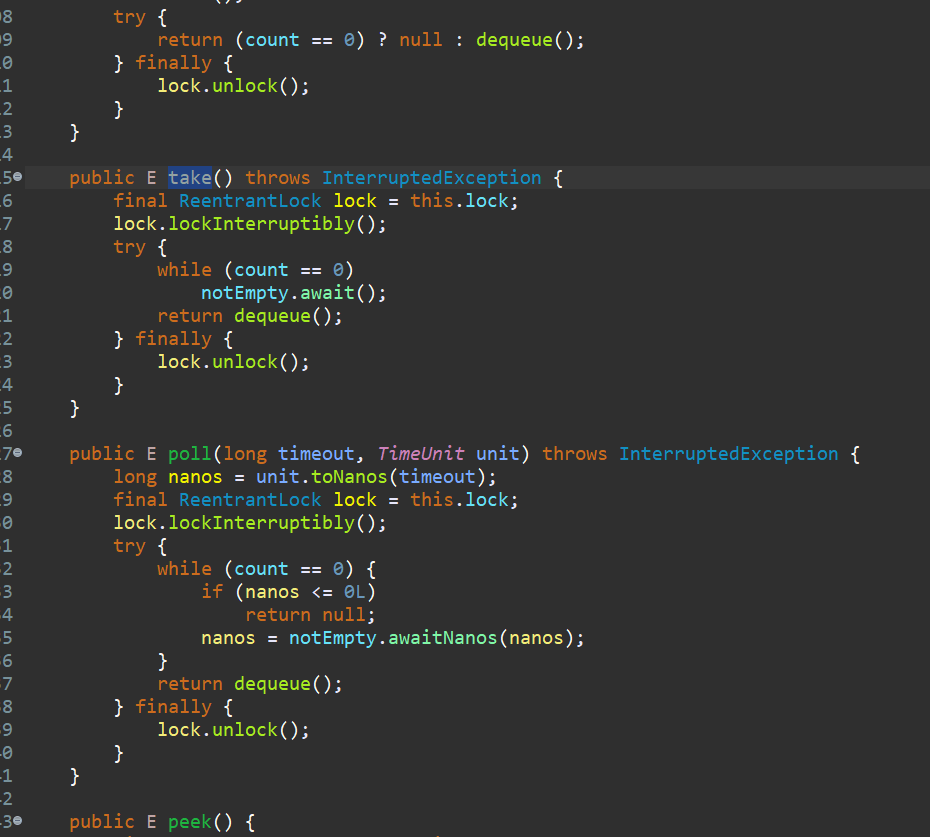 8 try {
9 return (count == 0) ? null : dequeue();
0 } finally {
1 lock.unlock();
2 }
3 }
4
5 public E take() throws InterruptedException {
6 final ReentrantLock lock = this.lock;
7 lock.lockInterruptibly();
8 try {
9 while (count == 0)
0 notEmpty.await();
1 return dequeue();
2 } finally {
3 lock.unlock();
4 }
5 }
6
7 public E poll(long timeout, TimeUnit unit) throws InterruptedException {
8 long nanos = unit.toNanos(timeout);
9 final ReentrantLock lock = this.lock;
0 lock.lockInterruptibly();
1 try {
2 while (count == 0) {
3 if (nanos <= 0L)
4 return null;
5 nanos = notEmpty.awaitNanos(nanos);
6 }
7 return dequeue();
8 } finally {
9 lock.unlock();
0 }
1 }
2
3 public E peek() {